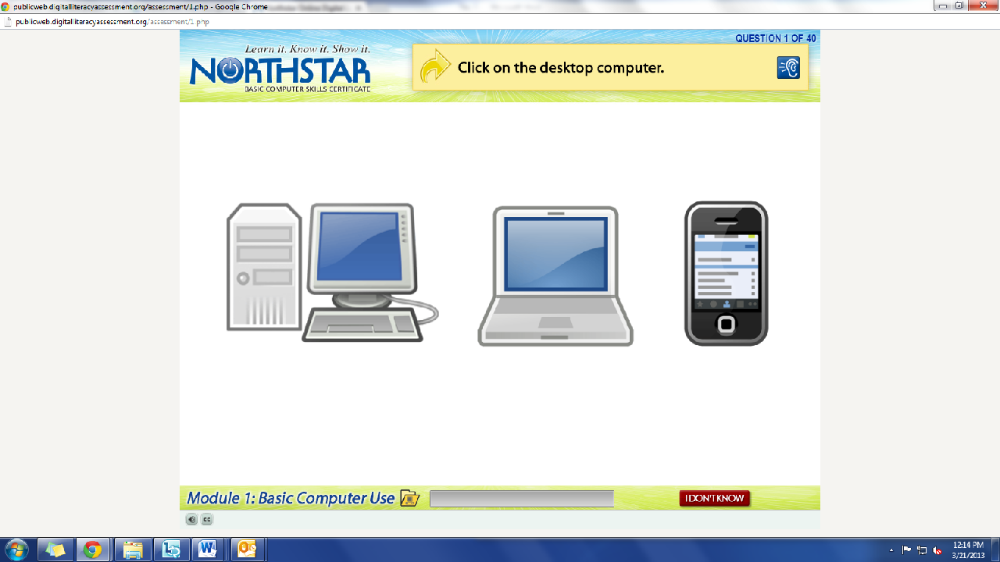 publicweb.digitalliteracyassessment.org/assessment/1.php - Google Chrome
publicweb.digitalliteracyassessment.org/assessment/1.php
QUESTION 1 OF 40
Learn it. Know it. Show it.
NORTHSTAR
BASIC COMPUTER SKILLS CERTIFICATE
Click on the desktop computer.
Module 1: Basic Computer Use
I DON'T KNOW
CC
12:14 PM
3/21/2013